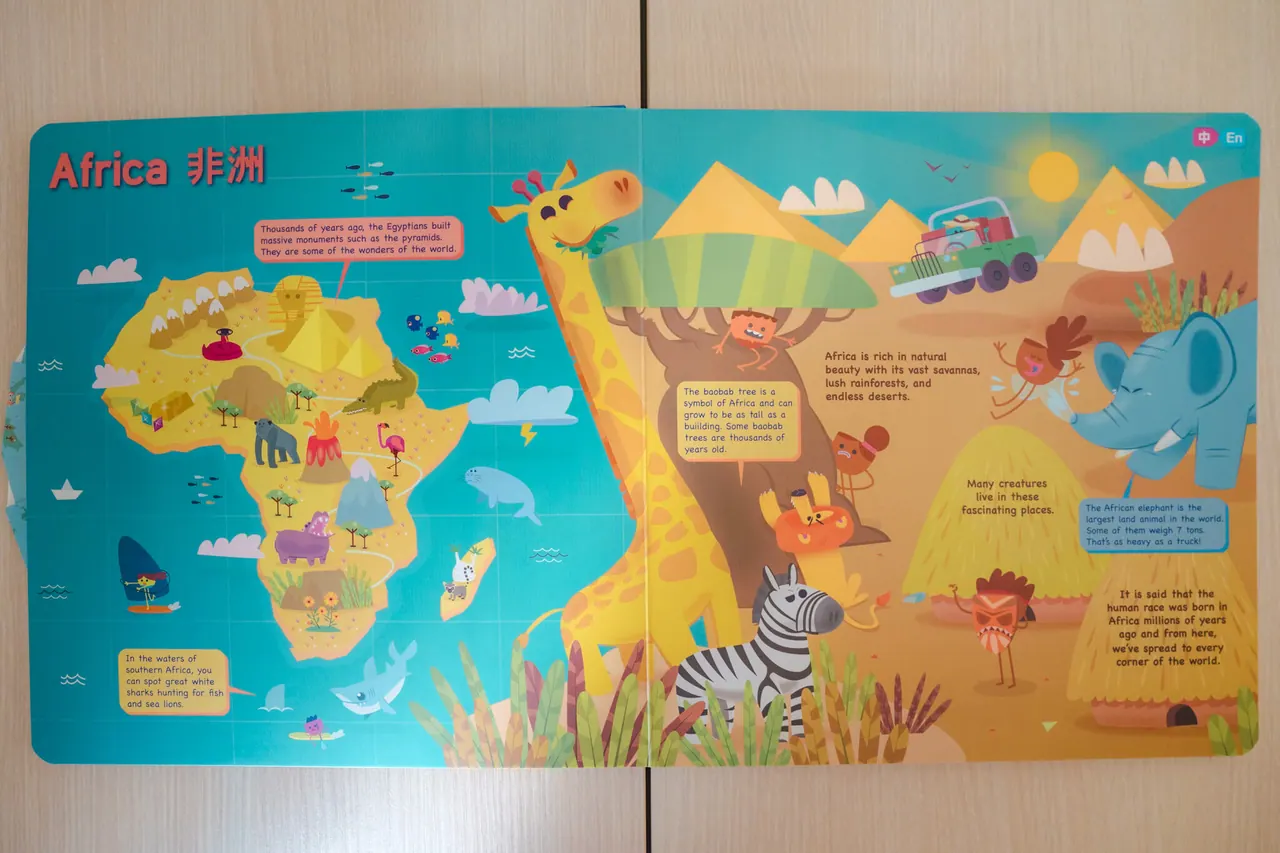 Africa 非洲
Thousands of years ago, the Egyptians built
massive monuments such as the pyramids.
They are some of the wonders of the world.
In the waters of
southern Africa, you
can spot great white
sharks hunting for fish
and sea lions.
中 En
Africa is rich in natural
beauty with its vast savannas,
lush rainforests, and
endless deserts.
The baobab tree is a
symbol of Africa and can
grow to be as tall as a
buiilding. Some baobab
trees are thousands of
years old.
Many creatures
live in these
fascinating places.
The African elephant is the
largest land animal in the world.
Some of them weigh 7 tons.
That's as heavy as a truck!
It is said that the
human race was born in
Africa millions of years
ago and from here,
we've spread to every
corner of the world.